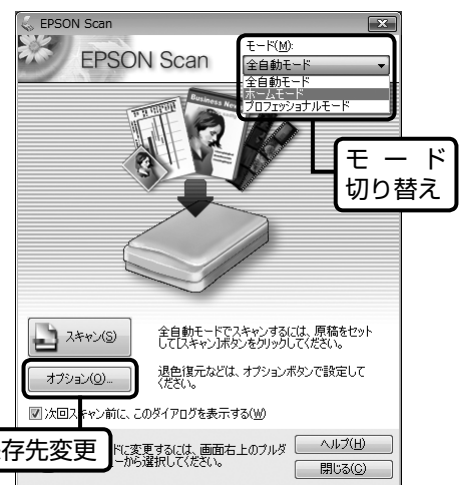 EPSON Scan
EPSON Scan
モード(M):
全自動モード
全自動モード
ホームモード
プロフェッショナルモード
Business New
モード
切り替え
スキャン(S)
全自動モードでスキャンするには、原稿をセット
して[スキャン]ボタンをクリックしてください。
オプション(O)...
退色復元などは、オプションボタンで設定して
ください。
次回スキャン前に、このダイアログを表示する(W)
存先変更
ドに変更するには、画面右上のプルダ
ーから選択してください。
ヘルプ(H)
閉じる(C)